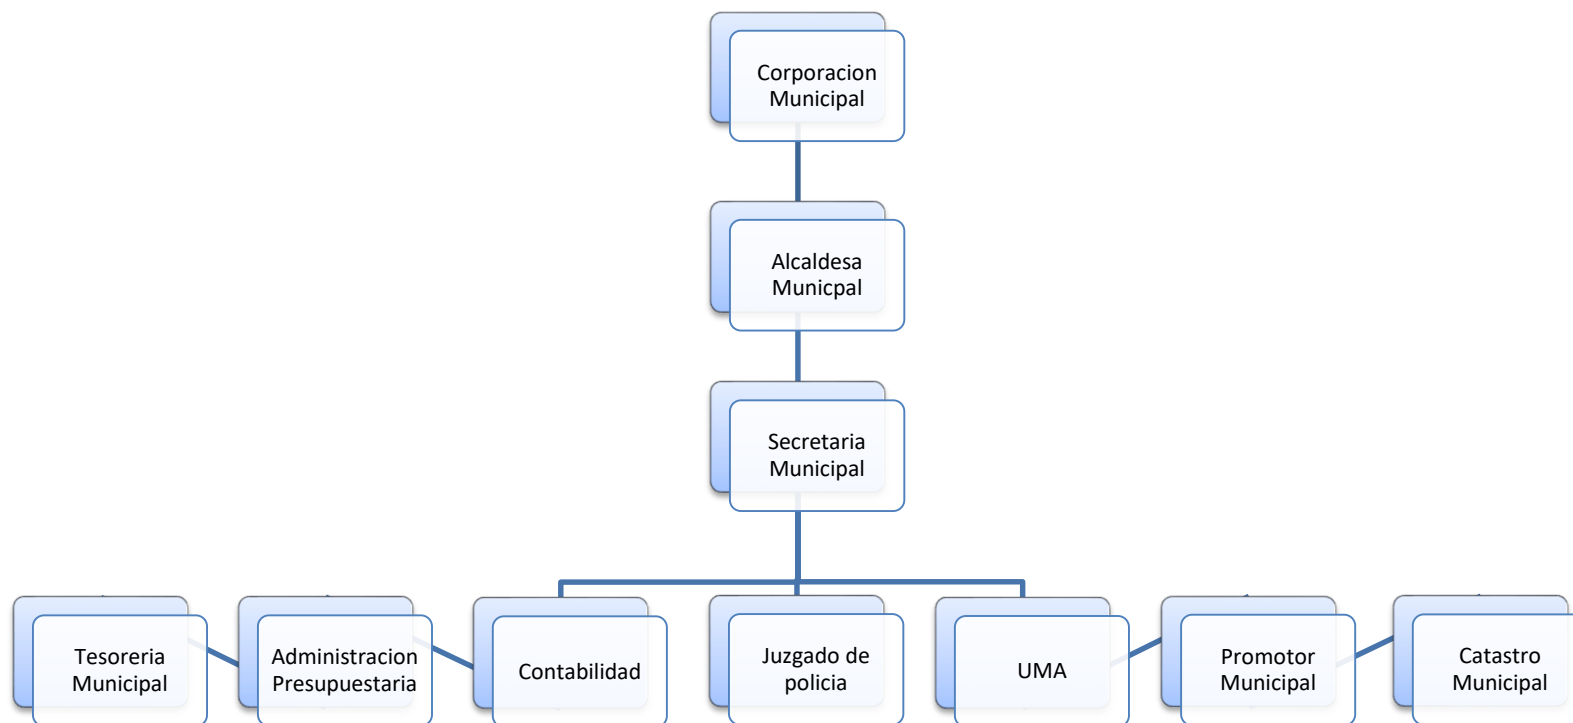 Corporacion
Municipal
Alcaldesa
Municpal
Secretaria
Municipal
Tesoreria
Municipal
Administracion
Presupuestaria
Contabilidad
Juzgado de
policia
UMA
Promotor
Municipal
Catastro
Municipal